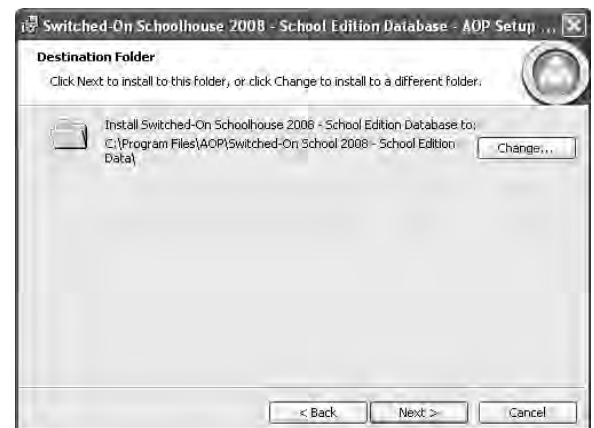 Switched-On Schoolhouse 2008 - School Edition Database - AOP Setup ...
Destination Folder
Click Next to install to this folder, or click Change to install to a different folder.
Install Switched-On Schoolhouse 2008 - School Edition Database to:
C:\Program Files\AOP\Switched-On School 2008 - School Edition
Data\
Change...
< Back
Next >
Cancel